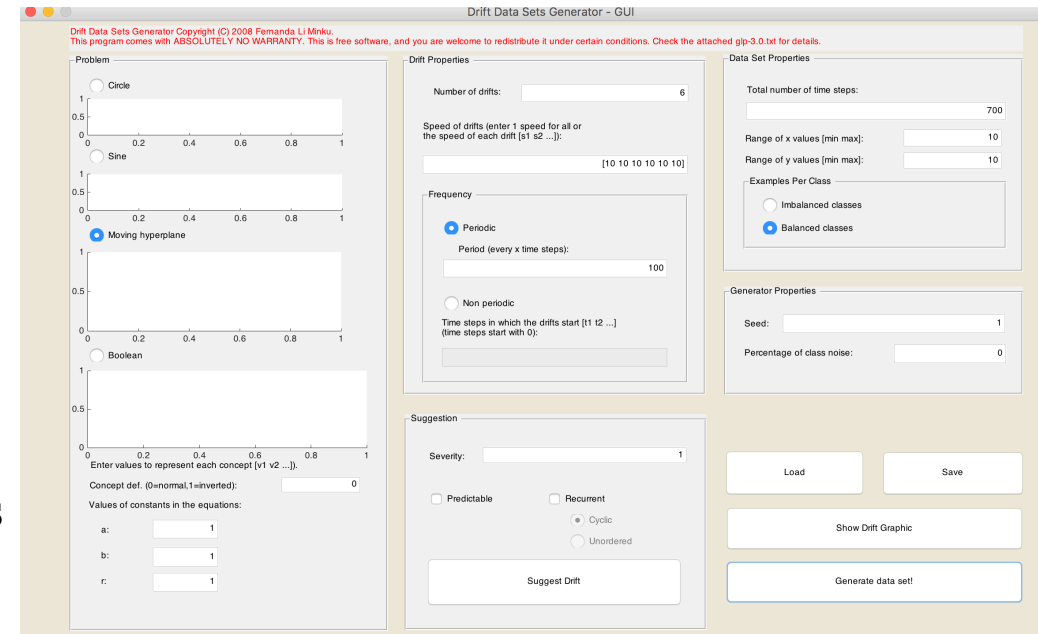 Drift Data Sets Generator - GUI
Drift Data Sets Generator Copyright (C) 2008 Fernanda Li Minku.
This program comes with ABSOLUTELY NO WARRANTY. This is free software, and you are welcome to redistribute it under certain conditions. Check the attached glp-3.0.txt for details.
Problem
Circle
1
0.5
0
0 0.2 0.4 0.6 0.8 1
Sine
1
0.5
0
0 0.2 0.4 0.6 0.8 1
Moving hyperplane
1
0.5
0
0 0.2 0.4 0.6 0.8 1
Boolean
1
0.5
0
0 0.2 0.4 0.6 0.8 1
Enter values to represent each concept [v1 v2 ...]).
Concept def. (0=normal,1=inverted): 0
Values of constants in the equations:
a: 1
b: 1
r: 1
Drift Properties
Number of drifts: 6
Speed of drifts (enter 1 speed for all or
the speed of each drift [s1 s2 ...]):
[10 10 10 10 10 10]
Frequency
Periodic
Period (every x time steps):
100
Non periodic
Time steps in which the drifts start [t1 t2 ...]
(time steps start with 0):
Suggestion
Severity: 1
Predictable Recurrent
Cyclic
Unordered
Suggest Drift
Data Set Properties
Total number of time steps:
700
Range of x values [min max]: 10
Range of y values [min max]: 10
Examples Per Class
Imbalanced classes
Balanced classes
Generator Properties
Seed: 1
Percentage of class noise: 0
Load Save
Show Drift Graphic
Generate data set!